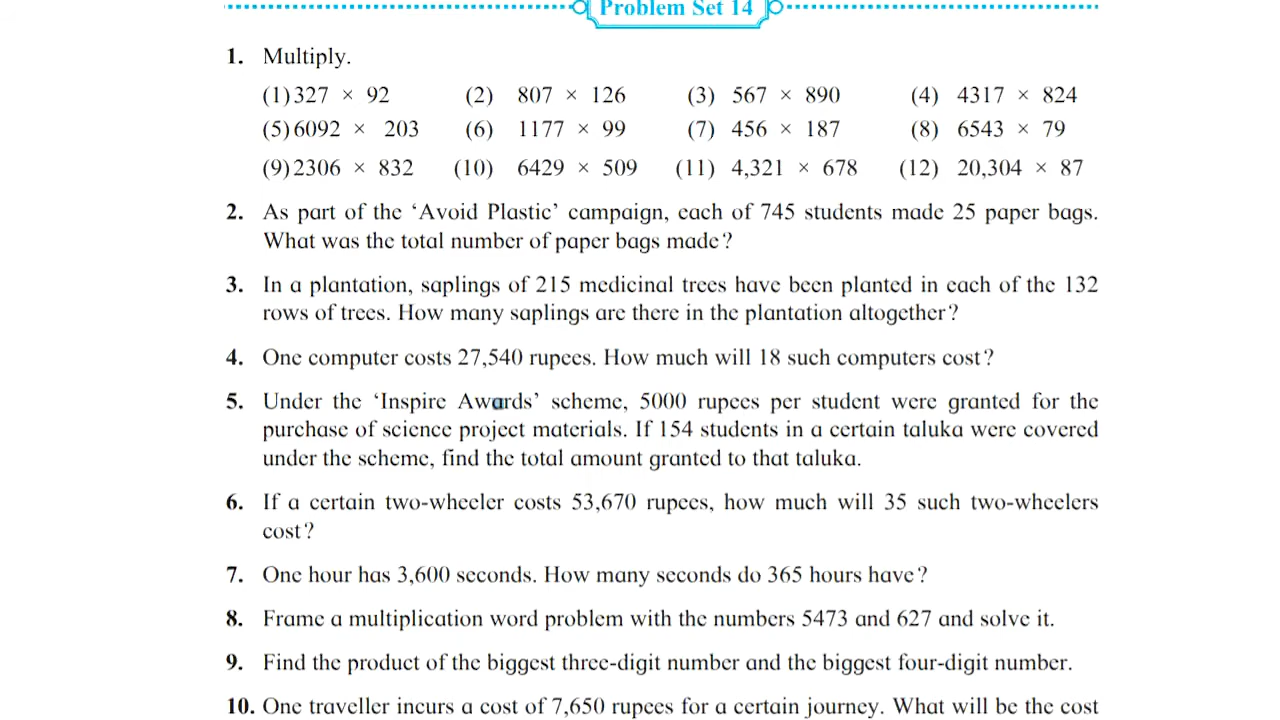 Problem Set 14
1. Multiply.
(1) 327 × 92 (2) 807 × 126 (3) 567 × 890 (4) 4317 × 824
(5) 6092 × 203 (6) 1177 × 99 (7) 456 × 187 (8) 6543 × 79
(9) 2306 × 832 (10) 6429 × 509 (11) 4,321 × 678 (12) 20,304 × 87
2. As part of the ‘Avoid Plastic’ campaign, each of 745 students made 25 paper bags.
What was the total number of paper bags made?
3. In a plantation, saplings of 215 medicinal trees have been planted in each of the 132
rows of trees. How many saplings are there in the plantation altogether?
4. One computer costs 27,540 rupees. How much will 18 such computers cost?
5. Under the ‘Inspire Awards’ scheme, 5000 rupees per student were granted for the
purchase of science project materials. If 154 students in a certain taluka were covered
under the scheme, find the total amount granted to that taluka.
6. If a certain two-wheeler costs 53,670 rupees, how much will 35 such two-wheelers
cost?
7. One hour has 3,600 seconds. How many seconds do 365 hours have?
8. Frame a multiplication word problem with the numbers 5473 and 627 and solve it.
9. Find the product of the biggest three-digit number and the biggest four-digit number.
10. One traveller incurs a cost of 7,650 rupees for a certain journey. What will be the cost